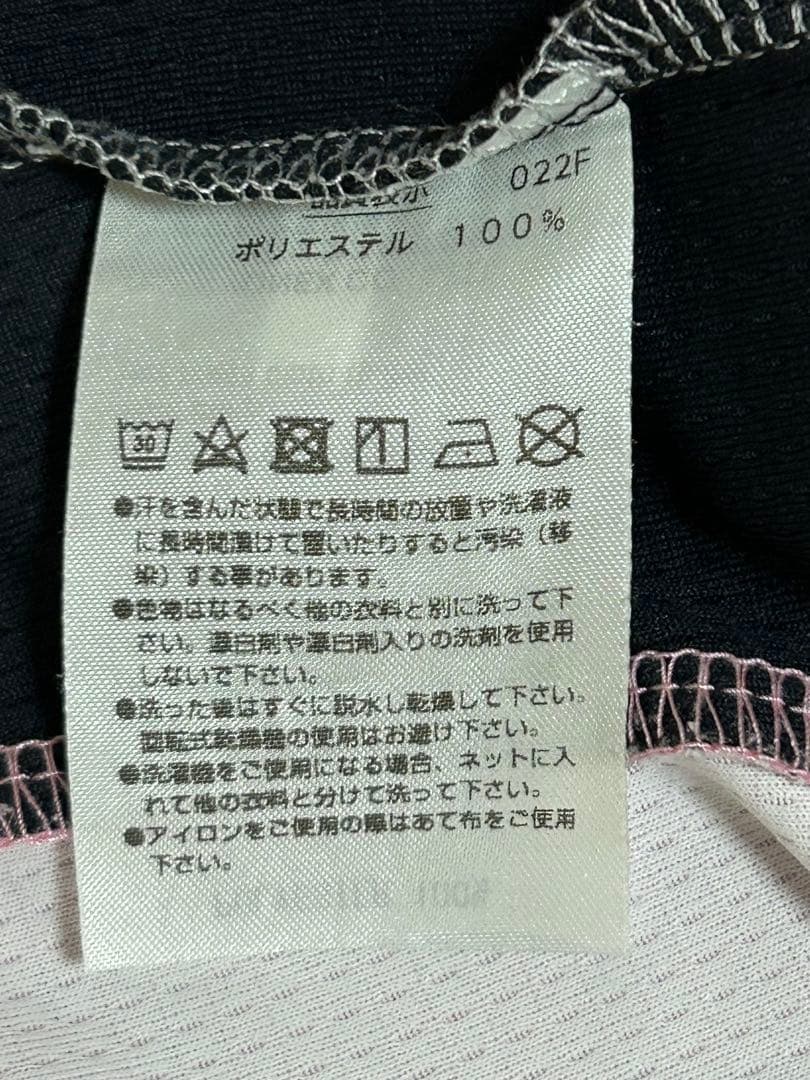 022F
ポリエステル 100%
30
●汗を含んだ状態で長時間の放置や洗濯液
に長時間漬けて置いたりすると汚染(移
染)する事があります。
●色物はなるべく他の衣料と別に洗って下
さい。漂白剤や漂白剤入りの洗剤を使用
しないで下さい。
●洗った後はすぐに脱水し乾燥して下さい。
回転式乾燥機の使用はお避け下さい。
●洗濯機をご使用になる場合、ネットに入
れて他の衣料と分けて洗って下さい。
●アイロンをご使用の際はあて布をご使用
下さい。